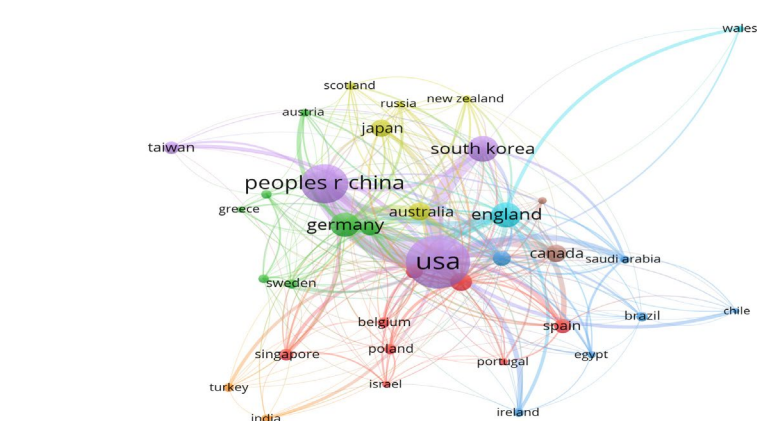 wales
scotland
russia
new zealand
austria
japan
taiwan
south korea
peoples r china
greece
australia
england
germany
usa
canada
saudi arabia
sweden
chile
brazil
belgium
spain
poland
singapore
portugal
egypt
israel
turkey
ireland
india